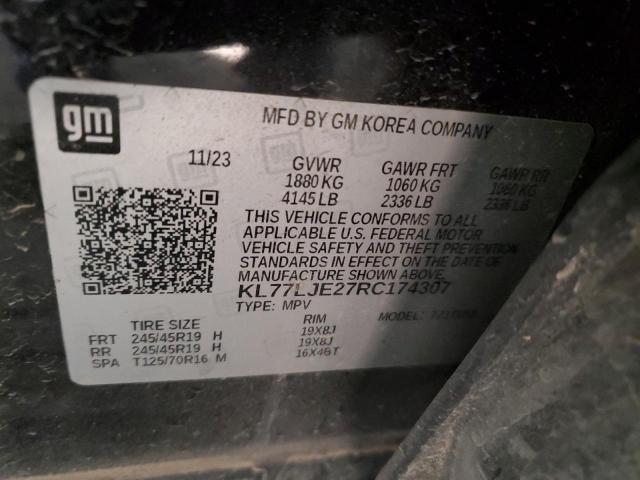 gm
MFD BY GM KOREA COMPANY
11/23 GVWR GAWR FRT GAWR RR
1880 KG 1060 KG 1060 KG
4145 LB 2336 LB 2336 LB
THIS VEHICLE CONFORMS TO ALL
APPLICABLE U.S. FEDERAL MOTOR
VEHICLE SAFETY AND THEFT PREVENTION
STANDARDS IN EFFECT ON THE DATE OF
MANUFACTURE SHOWN ABOVE.
KL77LJE27RC174307
TYPE: MPV MODEL:
TIRE SIZE RIM
FRT 245/45R19 H 19X8J
RR 245/45R19 H 19X8J
SPA T125/70R16 M 16X4BT